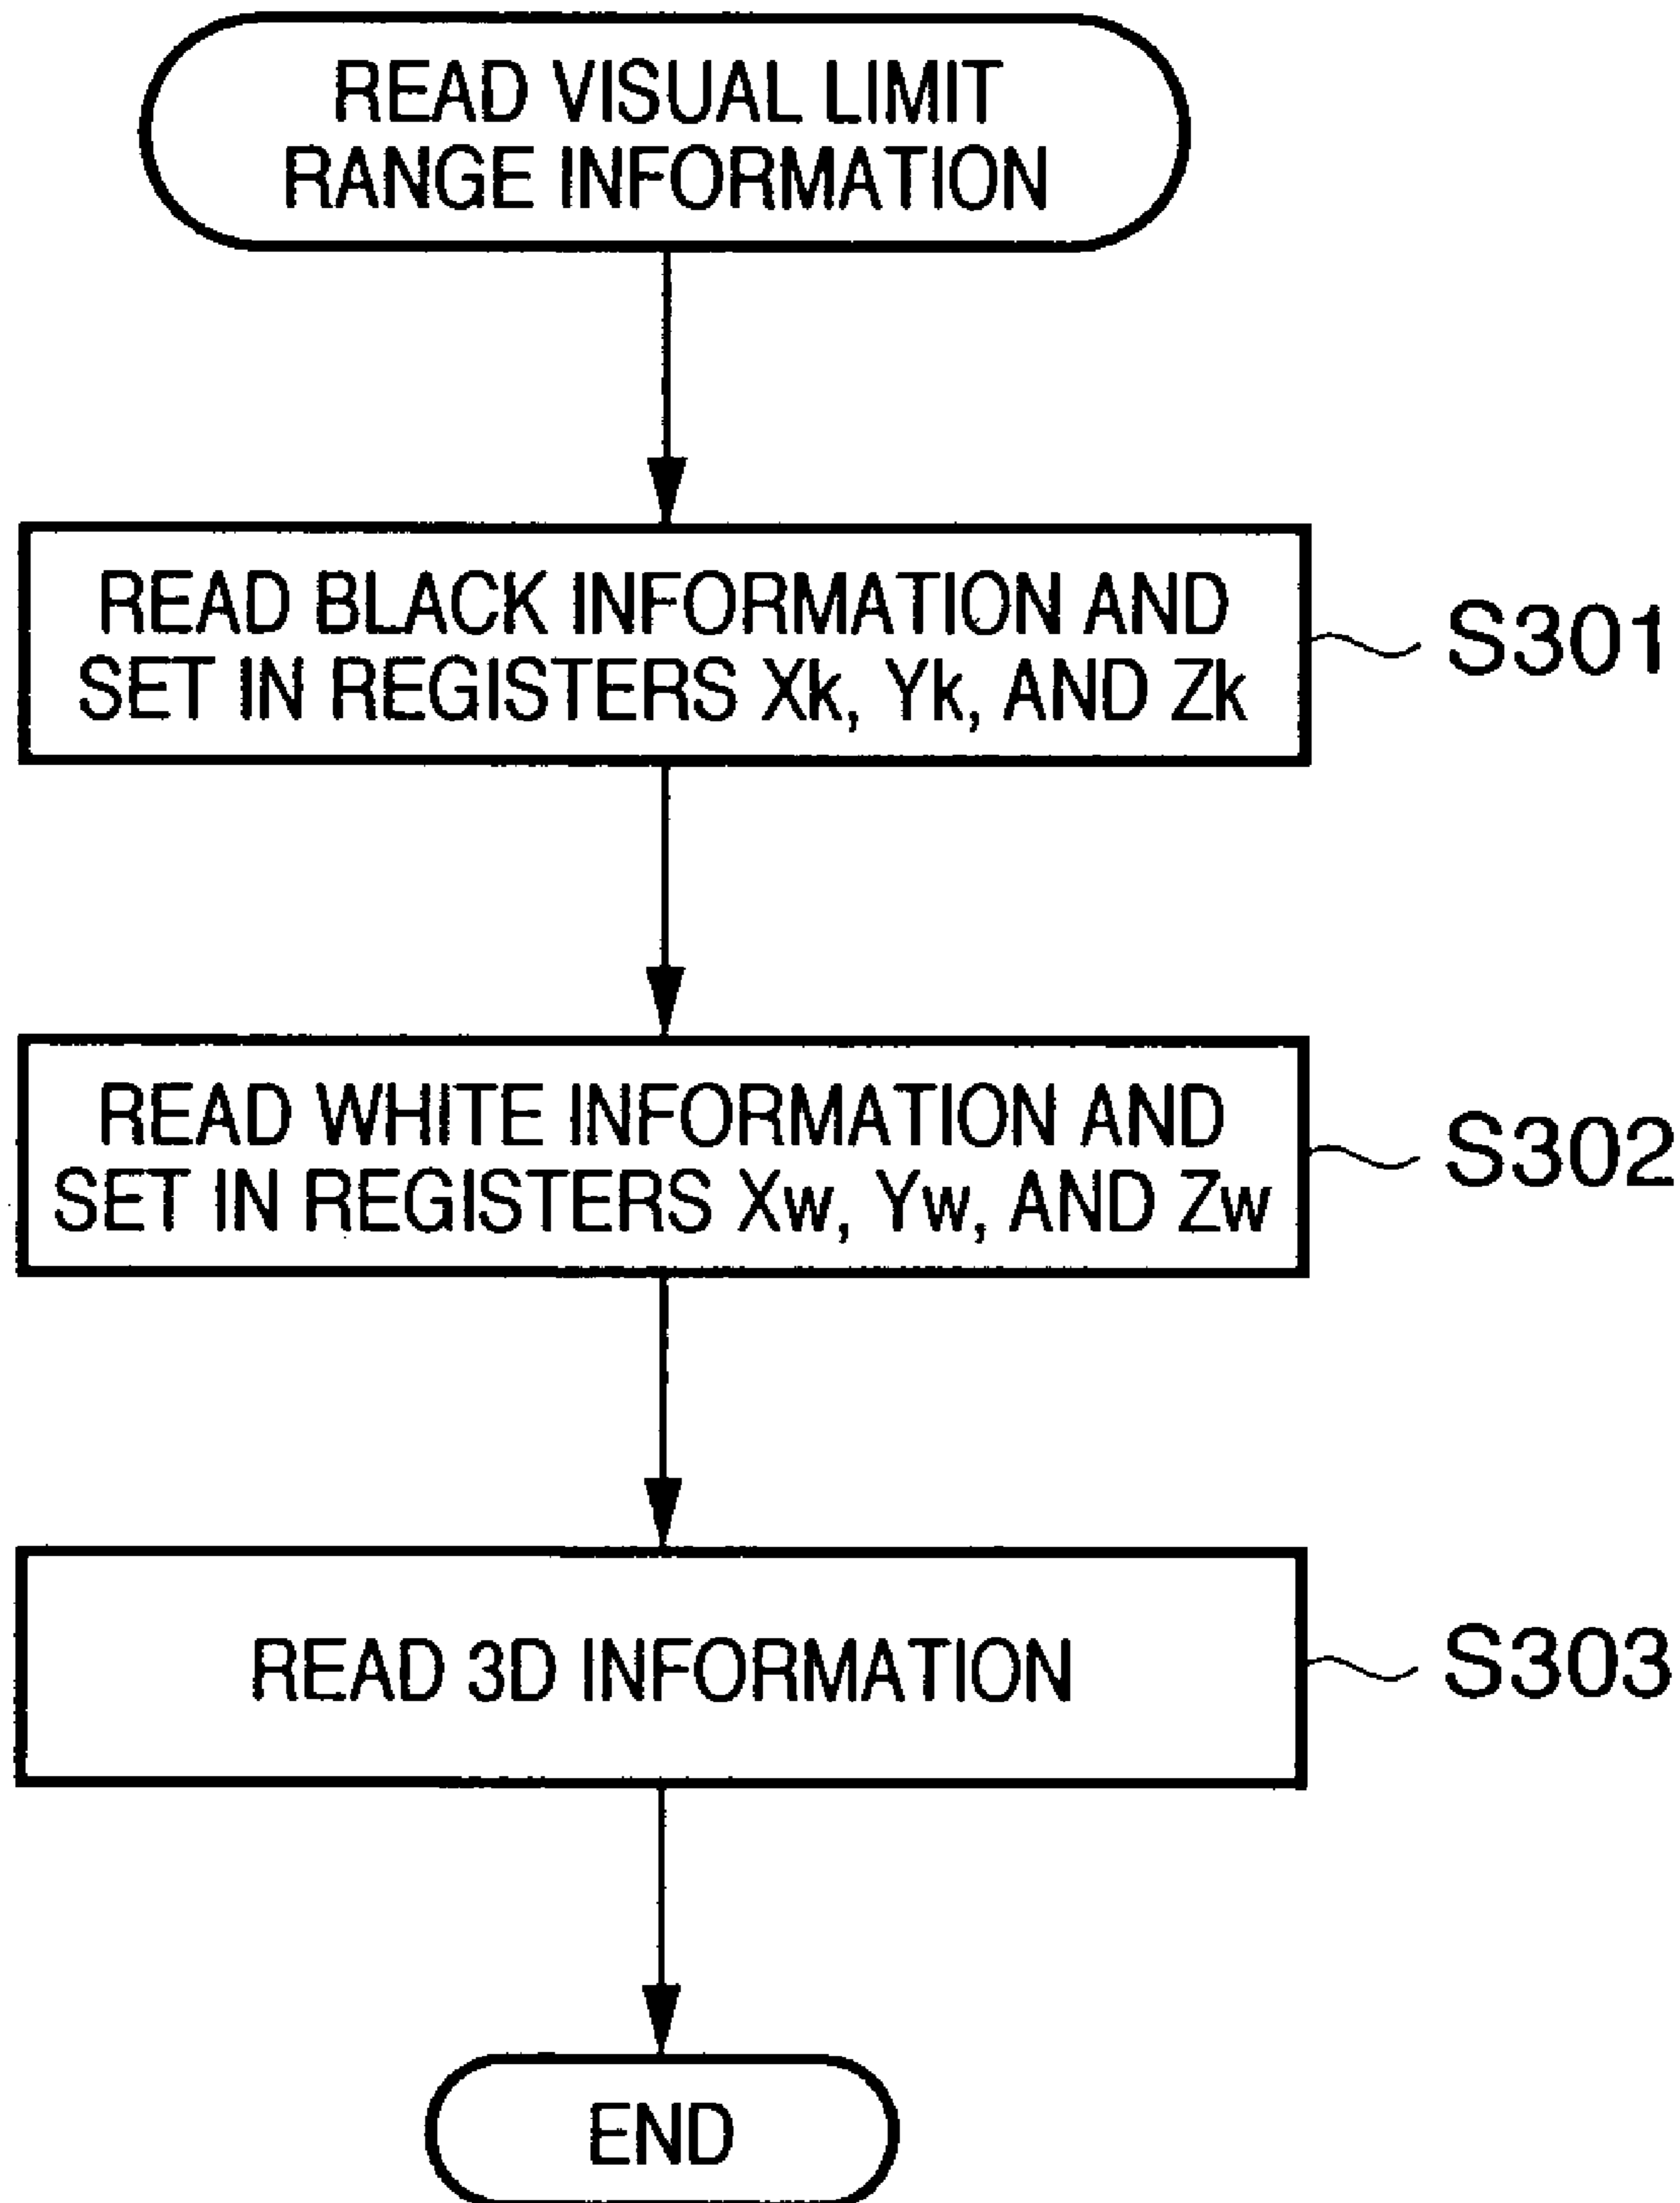 READ VISUAL LIMIT
RANGE INFORMATION
READ BLACK INFORMATION AND
SET IN REGISTERS Xk, Yk, AND Zk
S301
READ WHITE INFORMATION AND
SET IN REGISTERS Xw, Yw, AND Zw
S302
READ 3D INFORMATION
S303
END